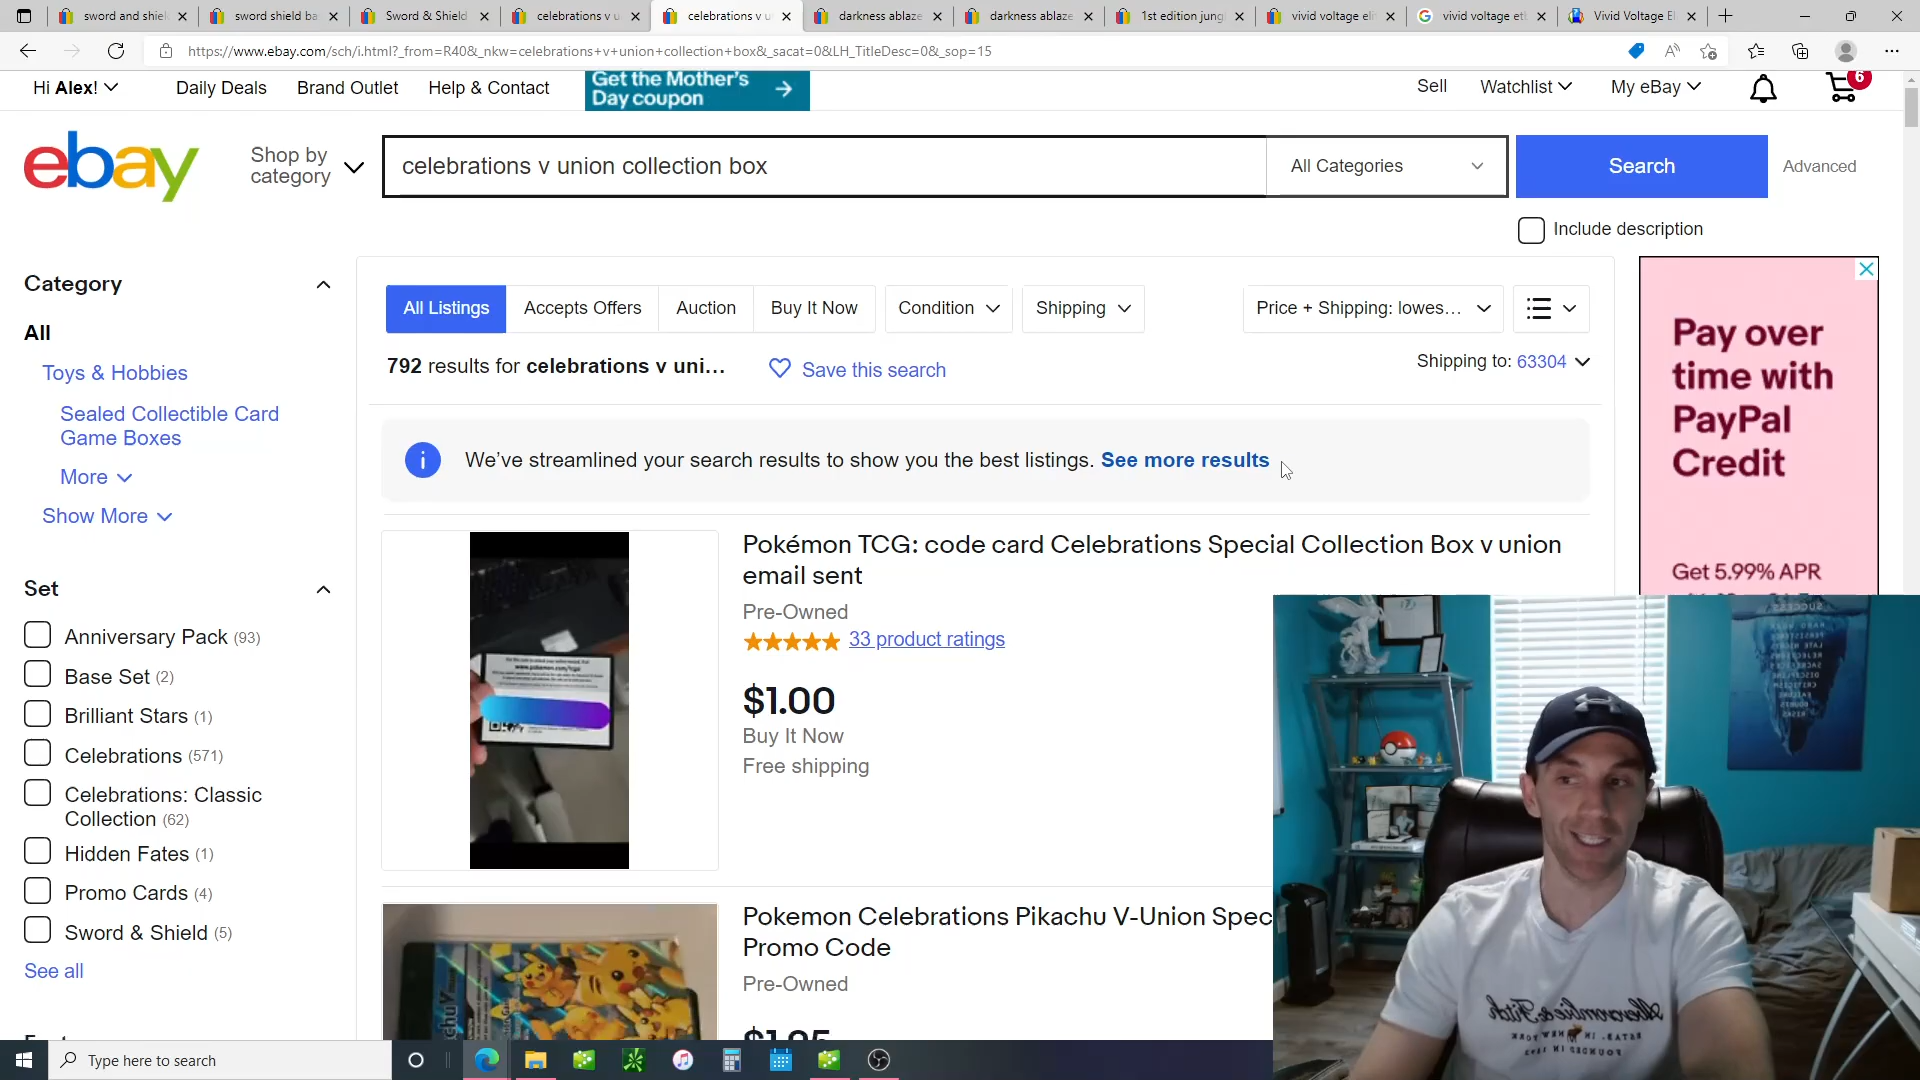 sword and shiel
sword shield ba
Sword & Shield
celebrations v u
celebrations v u
darkness ablaze
darkness ablaze
1st edition jung
vivid voltage eli
vivid voltage etb
Vivid Voltage El
https://www.ebay.com/sch/i.html?_from=R40&_nkw=celebrations+v+union+collection+box&_sacat=0&LH_TitleDesc=0&_sop=15
Hi Alex!
Daily Deals
Brand Outlet
Help & Contact
Get the Mother's
Day coupon
Sell
Watchlist
My eBay
6
ebay
Shop by
category
celebrations v union collection box
All Categories
Search
Advanced
Include description
Category
All
Toys & Hobbies
Sealed Collectible Card
Game Boxes
More
Show More
Set
Anniversary Pack (93)
Base Set (2)
Brilliant Stars (1)
Celebrations (571)
Celebrations: Classic
Collection (62)
Hidden Fates (1)
Promo Cards (4)
Sword & Shield (5)
See all
All Listings
Accepts Offers
Auction
Buy It Now
Condition
Shipping
Price + Shipping: lowes...
792 results for celebrations v uni...
Save this search
Shipping to: 63304
We've streamlined your search results to show you the best listings. See more results
Pokémon TCG: code card Celebrations Special Collection Box v union
email sent
Pre-Owned
33 product ratings
$1.00
Buy It Now
Free shipping
Pokemon Celebrations Pikachu V-Union Spec
Promo Code
Pre-Owned
Pay over
time with
PayPal
Credit
Get 5.99% APR
SUCCESS
Abercrombie & Fitch
Type here to search